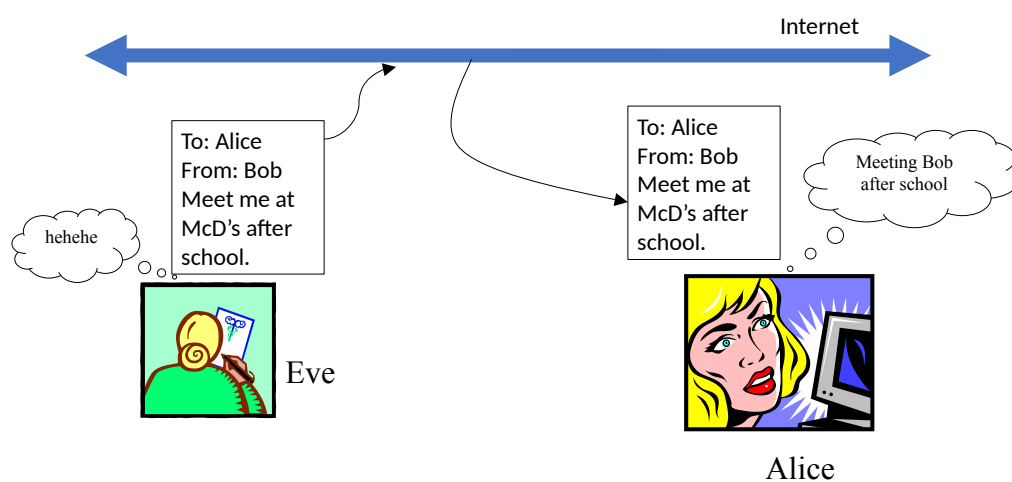 Internet
To: Alice
From: Bob
Meet me at
McD’s after
school.
To: Alice
From: Bob
Meet me at
McD’s after
school.
Meeting Bob
after school
hehehe
Eve
Alice